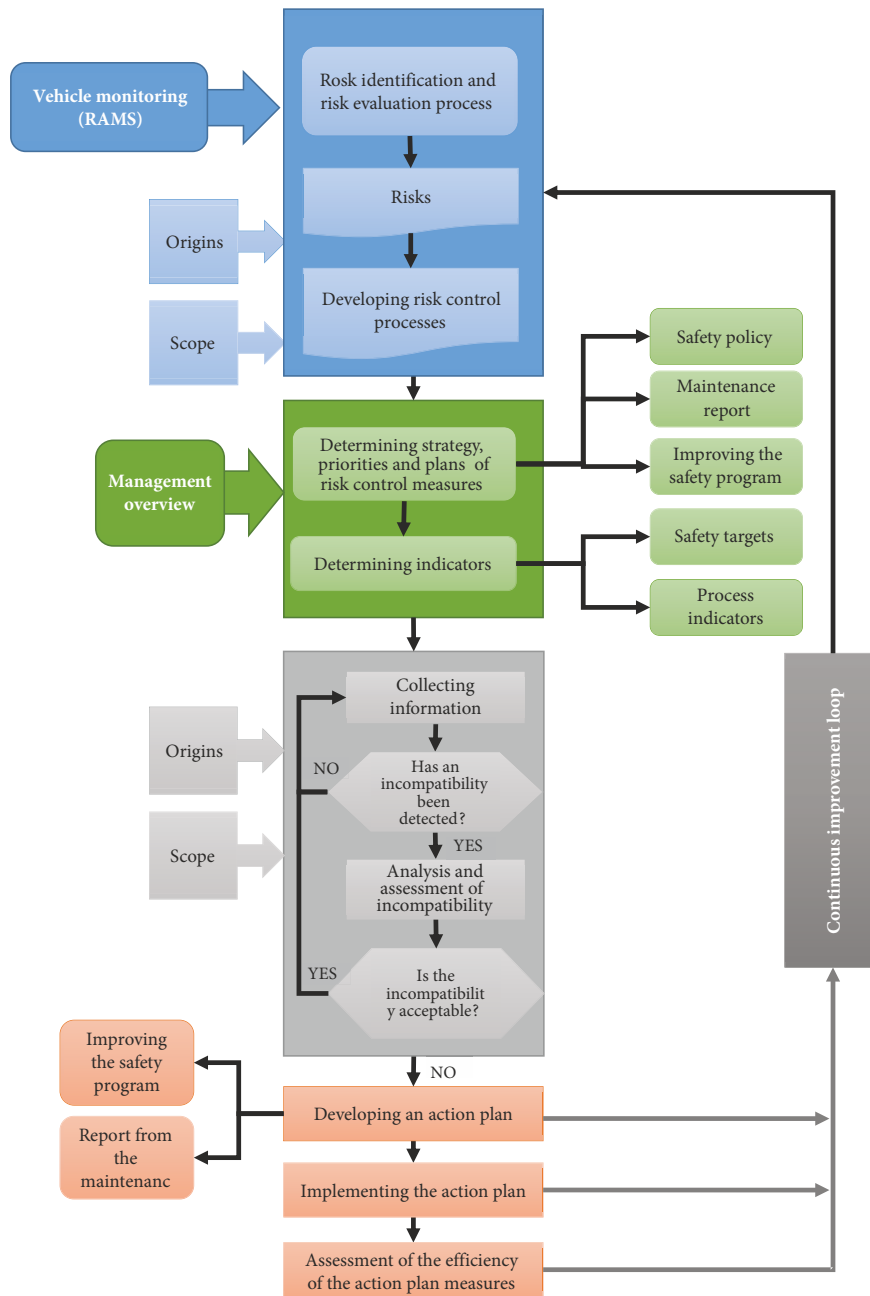 Vehicle monitoring
(RAMS)
Rosk identification and
risk evaluation process
Risks
Origins
Developing risk control
processes
Scope
Safety policy
Maintenance
report
Management
overview
Determining strategy,
priorities and plans of
risk control measures
Improving the
safety program
Determining indicators
Safety targets
Process
indicators
Collecting
information
Origins
NO
Has an
incompatibility
been
detected?
YES
Scope
Analysis and
assessment of
incompatibility
YES
Is the
incompatibilit
y acceptable?
Continuous improvement loop
NO
Improving
the safety
program
Developing an action plan
Report from
the
maintenanc
Implementing the action plan
Assessment of the efficiency
of the action plan measures